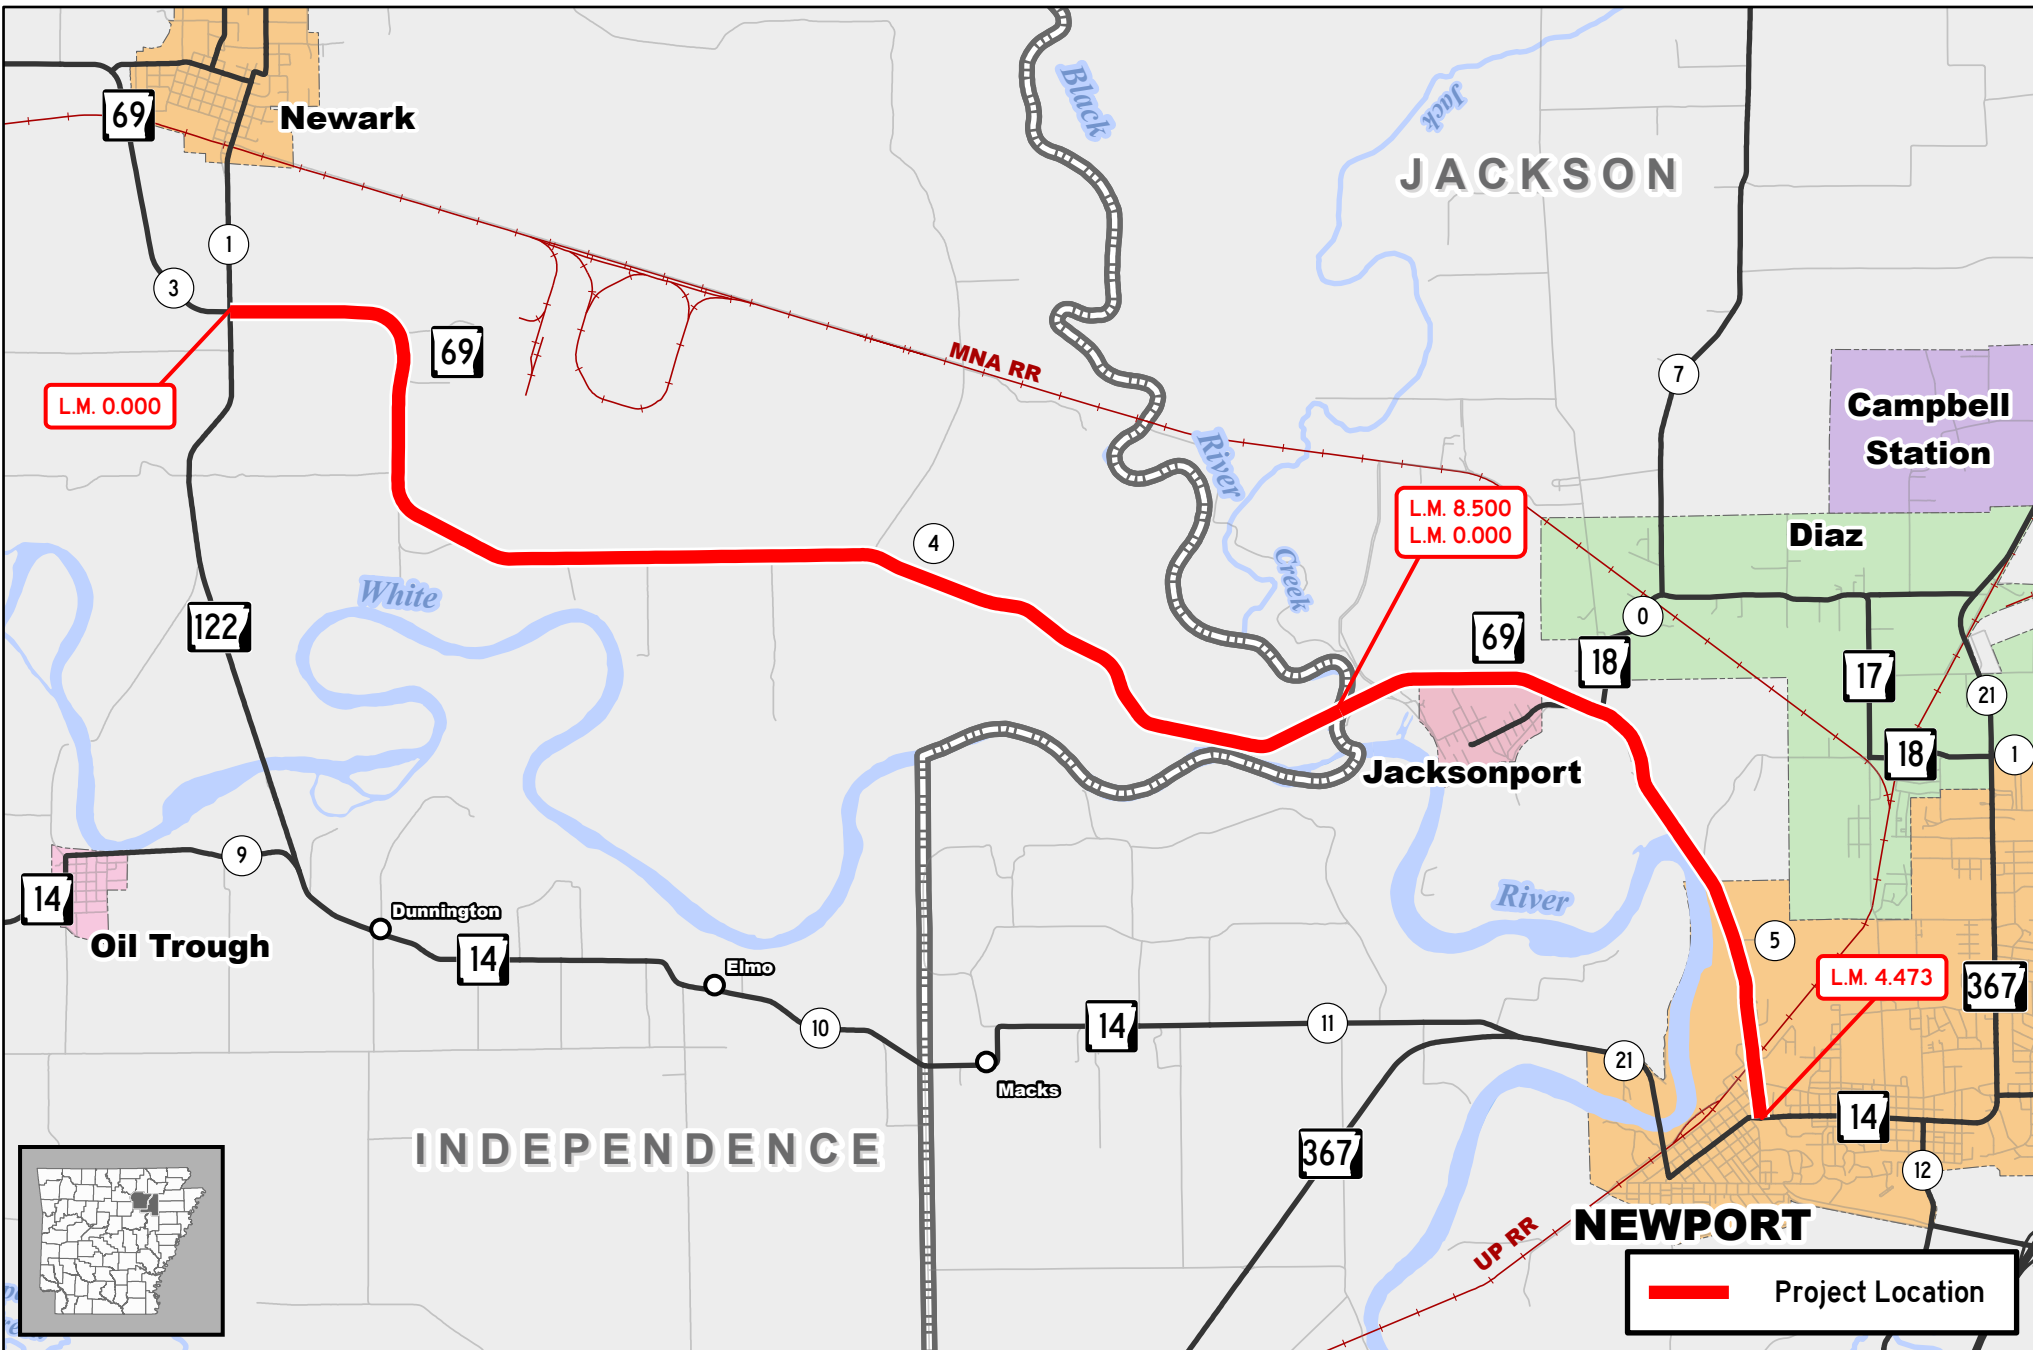 69
Newark
Black
Jack
JACKSON
1
3
69
MNA RR
7
L.M. 0.000
Campbell
Station
River
L.M. 8.500
L.M. 0.000
Diaz
4
White
Creek
122
0
69
18
17
21
18
1
Jacksonport
9
14
Dunnington
River
Oil Trough
14
Elmo
5
L.M. 4.473
367
10
14
11
21
Macks
14
INDEPENDENCE
367
12
UP RR
NEWPORT
Project Location